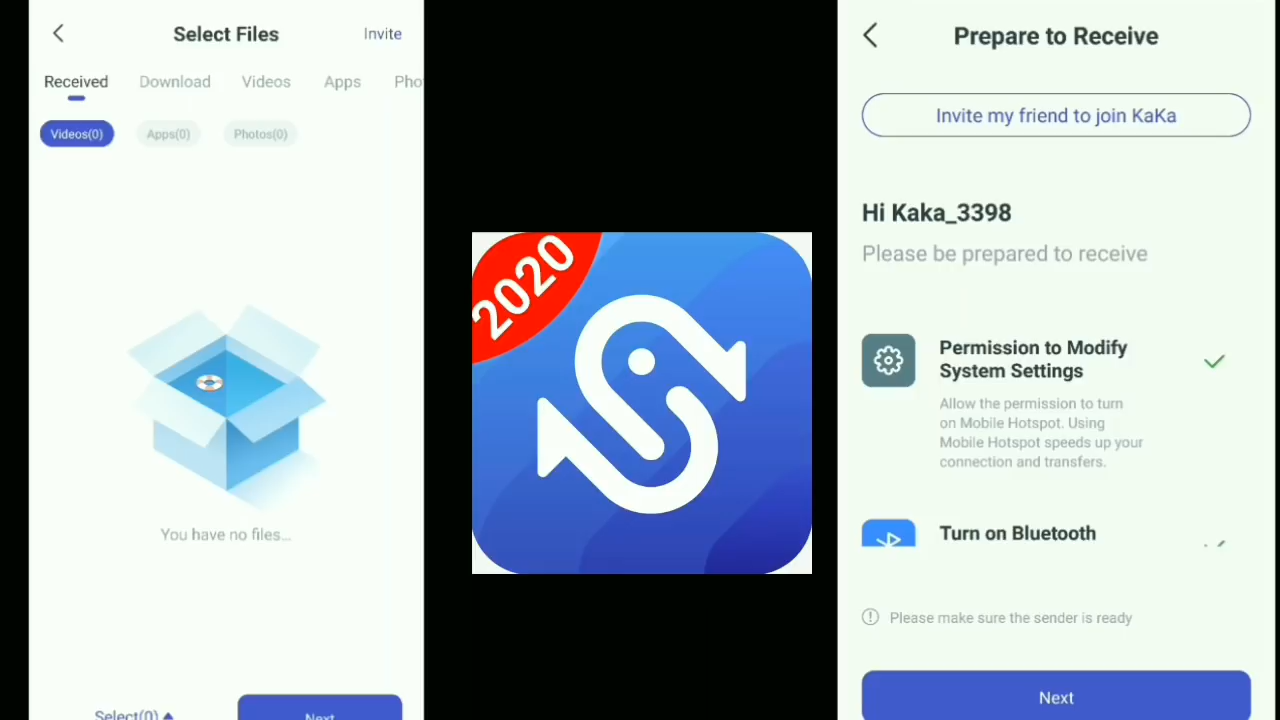 Select Files
Invite
Received
Download
Videos
Apps
Pho
Videos(0)
Apps(0)
Photos(0)
You have no files...
Select(0)
Next
2020
Prepare to Receive
Invite my friend to join KaKa
Hi Kaka_3398
Please be prepared to receive
Permission to Modify
System Settings
Allow the permission to turn
on Mobile Hotspot. Using
Mobile Hotspot speeds up your
connection and transfers.
Turn on Bluetooth
Please make sure the sender is ready
Next